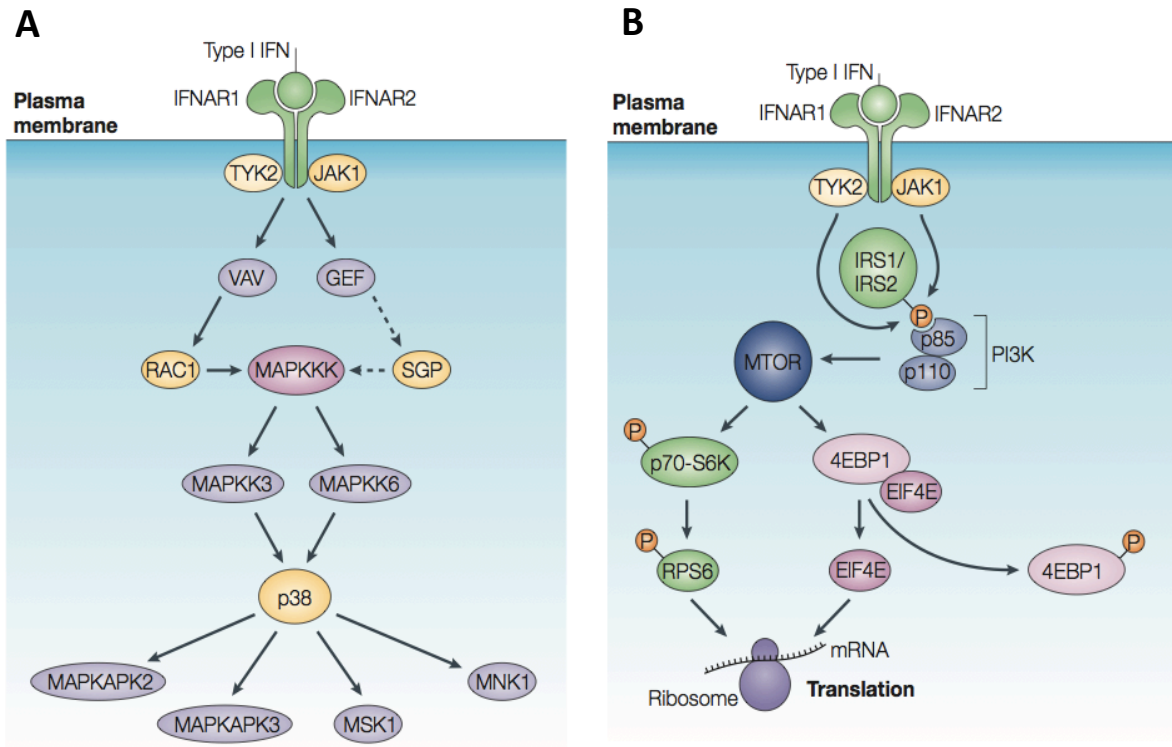 A
Type I IFN
IFNAR1
IFNAR2
Plasma
membrane
TYK2
JAK1
VAV
GEF
RAC1
MAPKKK
SGP
MAPKK3
MAPKK6
p38
MAPKAPK2
MNK1
MAPKAPK3
MSK1
B
Type I IFN
Plasma
membrane
IFNAR1
IFNAR2
TYK2
JAK1
IRS1/
IRS2
P
p85
PI3K
MTOR
p110
P
p70-S6K
4EBP1
EIF4E
P
P
RPS6
EIF4E
4EBP1
mRNA
Ribosome
Translation